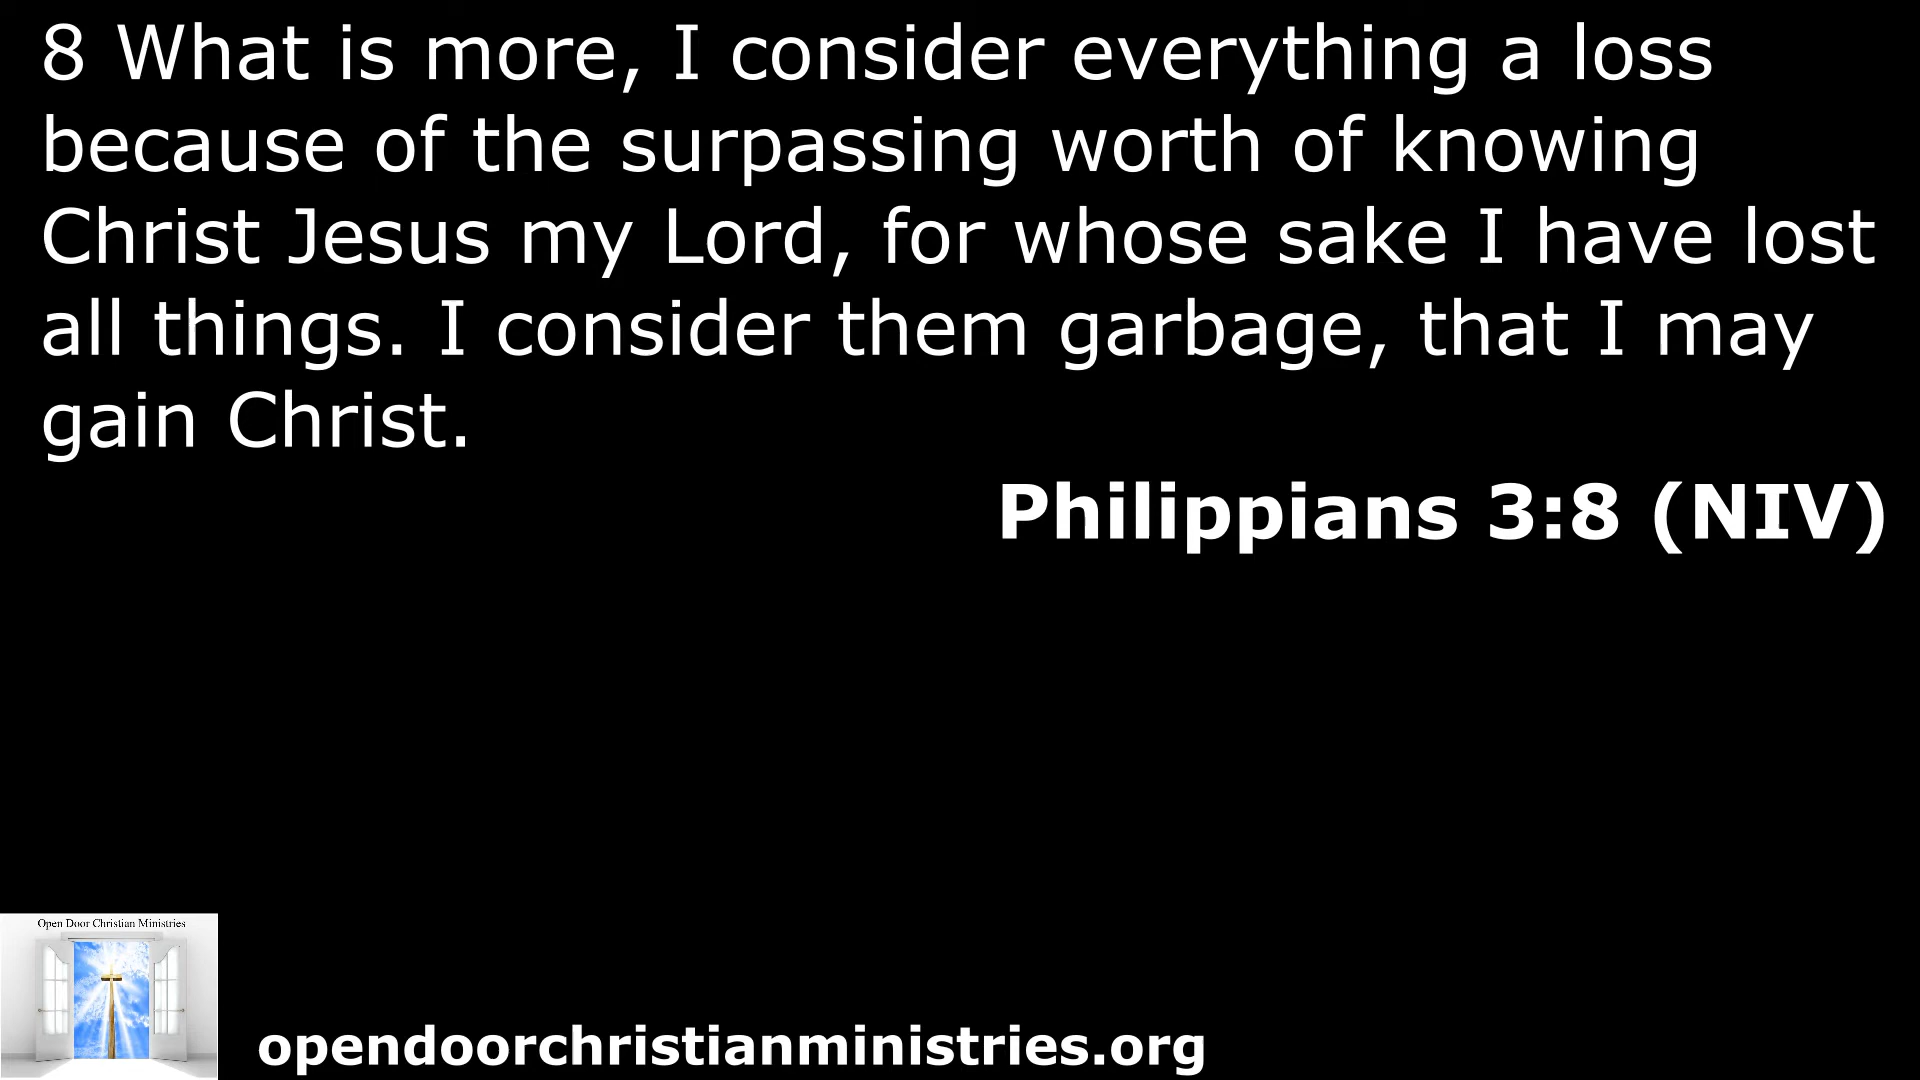 8 What is more, I consider everything a loss
because of the surpassing worth of knowing
Christ Jesus my Lord, for whose sake I have lost
all things. I consider them garbage, that I may
gain Christ.
Philippians 3:8 (NIV)
Open Door Christian Ministries
opendoorchristianministries.org